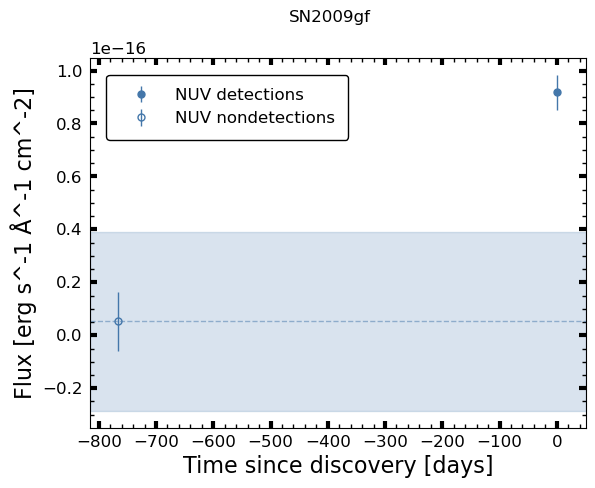 SN2009gf
1e−16
1.0
0.8
0.6
0.4
0.2
0.0
−0.2
Flux [erg s^-1 Å^-1 cm^-2]
NUV detections
NUV nondetections
−800 −700 −600 −500 −400 −300 −200 −100 0
Time since discovery [days]